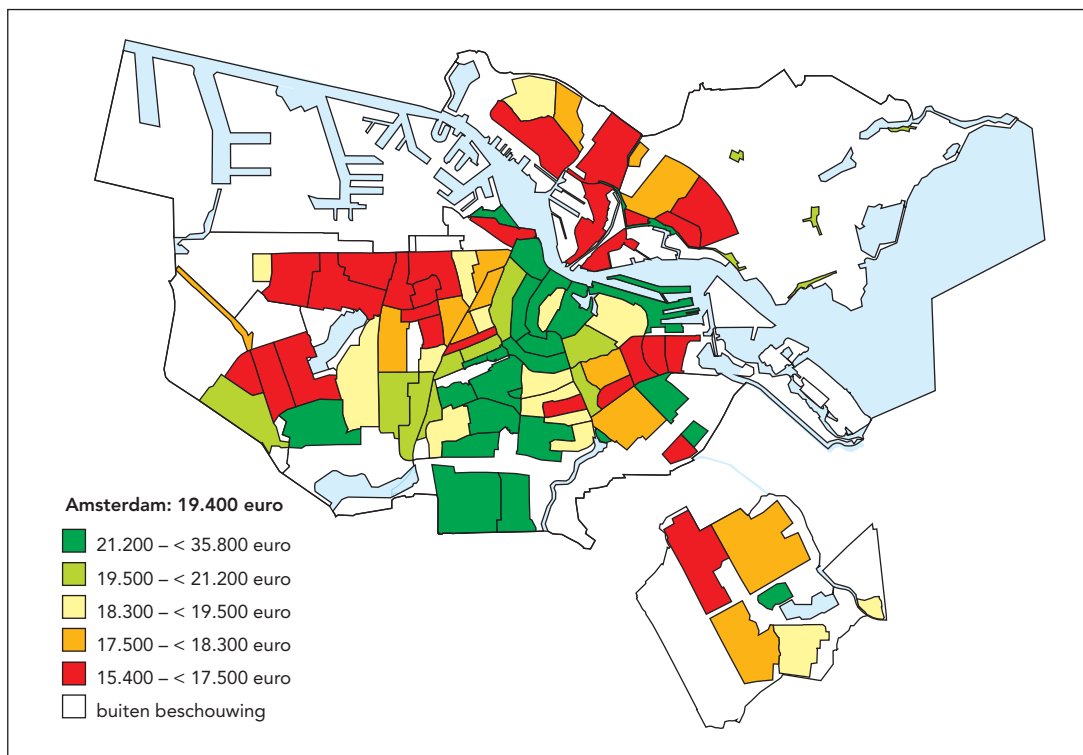 Amsterdam: 19.400 euro
21.200 – < 35.800 euro
19.500 – < 21.200 euro
18.300 – < 19.500 euro
17.500 – < 18.300 euro
15.400 – < 17.500 euro
buiten beschouwing